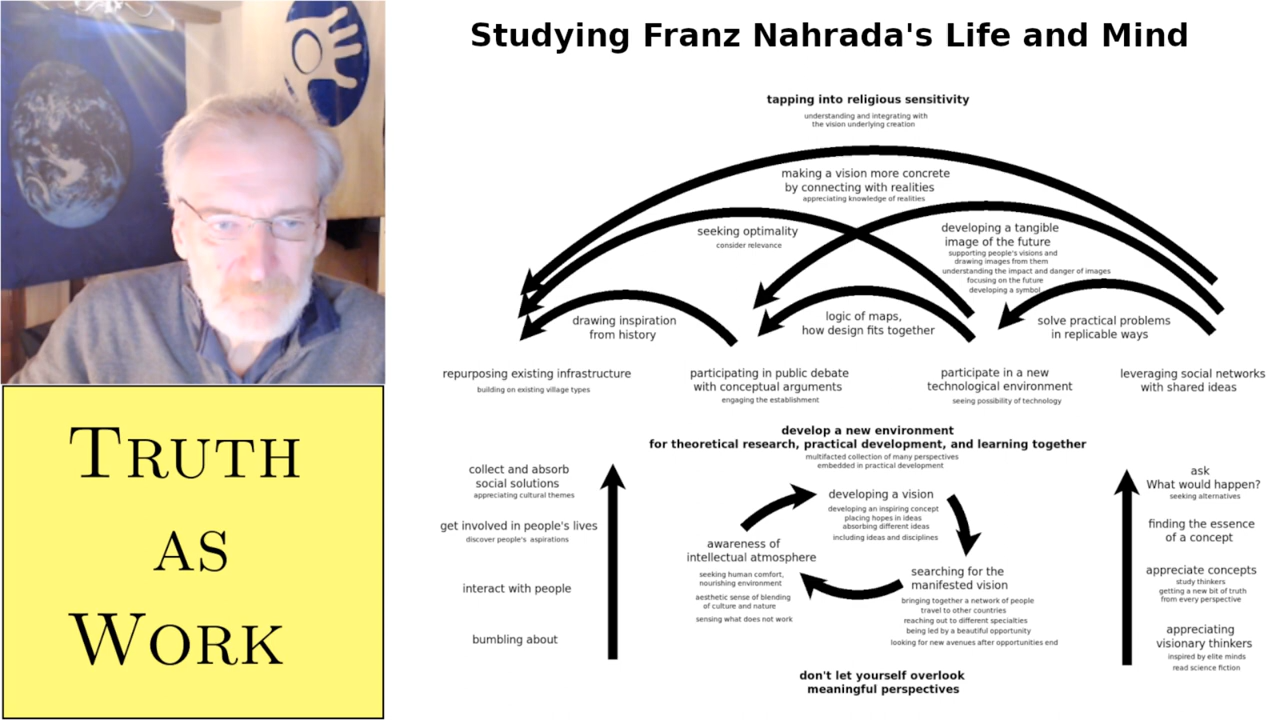 Studying Franz Nahrada's Life and Mind
tapping into religious sensitivity
understanding and integrating with
the vision underlying creation
making a vision more concrete
by connecting with realities
appreciating knowledge of realities
seeking optimality
consider relevance
developing a tangible
image of the future
supporting people's visions and
drawing images from them
understanding the impact and danger of images
focusing on the future
developing a symbol
drawing inspiration
from history
logic of maps,
how design fits together
solve practical problems
in replicable ways
repurposing existing infrastructure
building on existing village types
participating in public debate
with conceptual arguments
engaging the establishment
participate in a new
technological environment
seeing possibility of technology
leveraging social networks
with shared ideas
develop a new environment
for theoretical research, practical development, and learning together
multifacted collection of many perspectives
embedded in practical development
collect and absorb
social solutions
appreciating cultural themes
get involved in people's lives
discover people's aspirations
interact with people
bumbling about
developing a vision
developing an inspiring concept
placing hopes in ideas
absorbing different ideas
including ideas and disciplines
awareness of
intellectual atmosphere
seeking human comfort,
nourishing environment
aesthetic sense of blending
of culture and nature
sensing what does not work
searching for the
manifested vision
bringing together a network of people
travel to other countries
reaching out to different specialties
being led by a beautiful opportunity
looking for new avenues after opportunities end
ask
What would happen?
seeking alternatives
finding the essence
of a concept
appreciate concepts
study thinkers
getting a new bit of truth
from every perspective
appreciating
visionary thinkers
inspired by elite minds
read science fiction
don't let yourself overlook
meaningful perspectives
Truth
as
Work